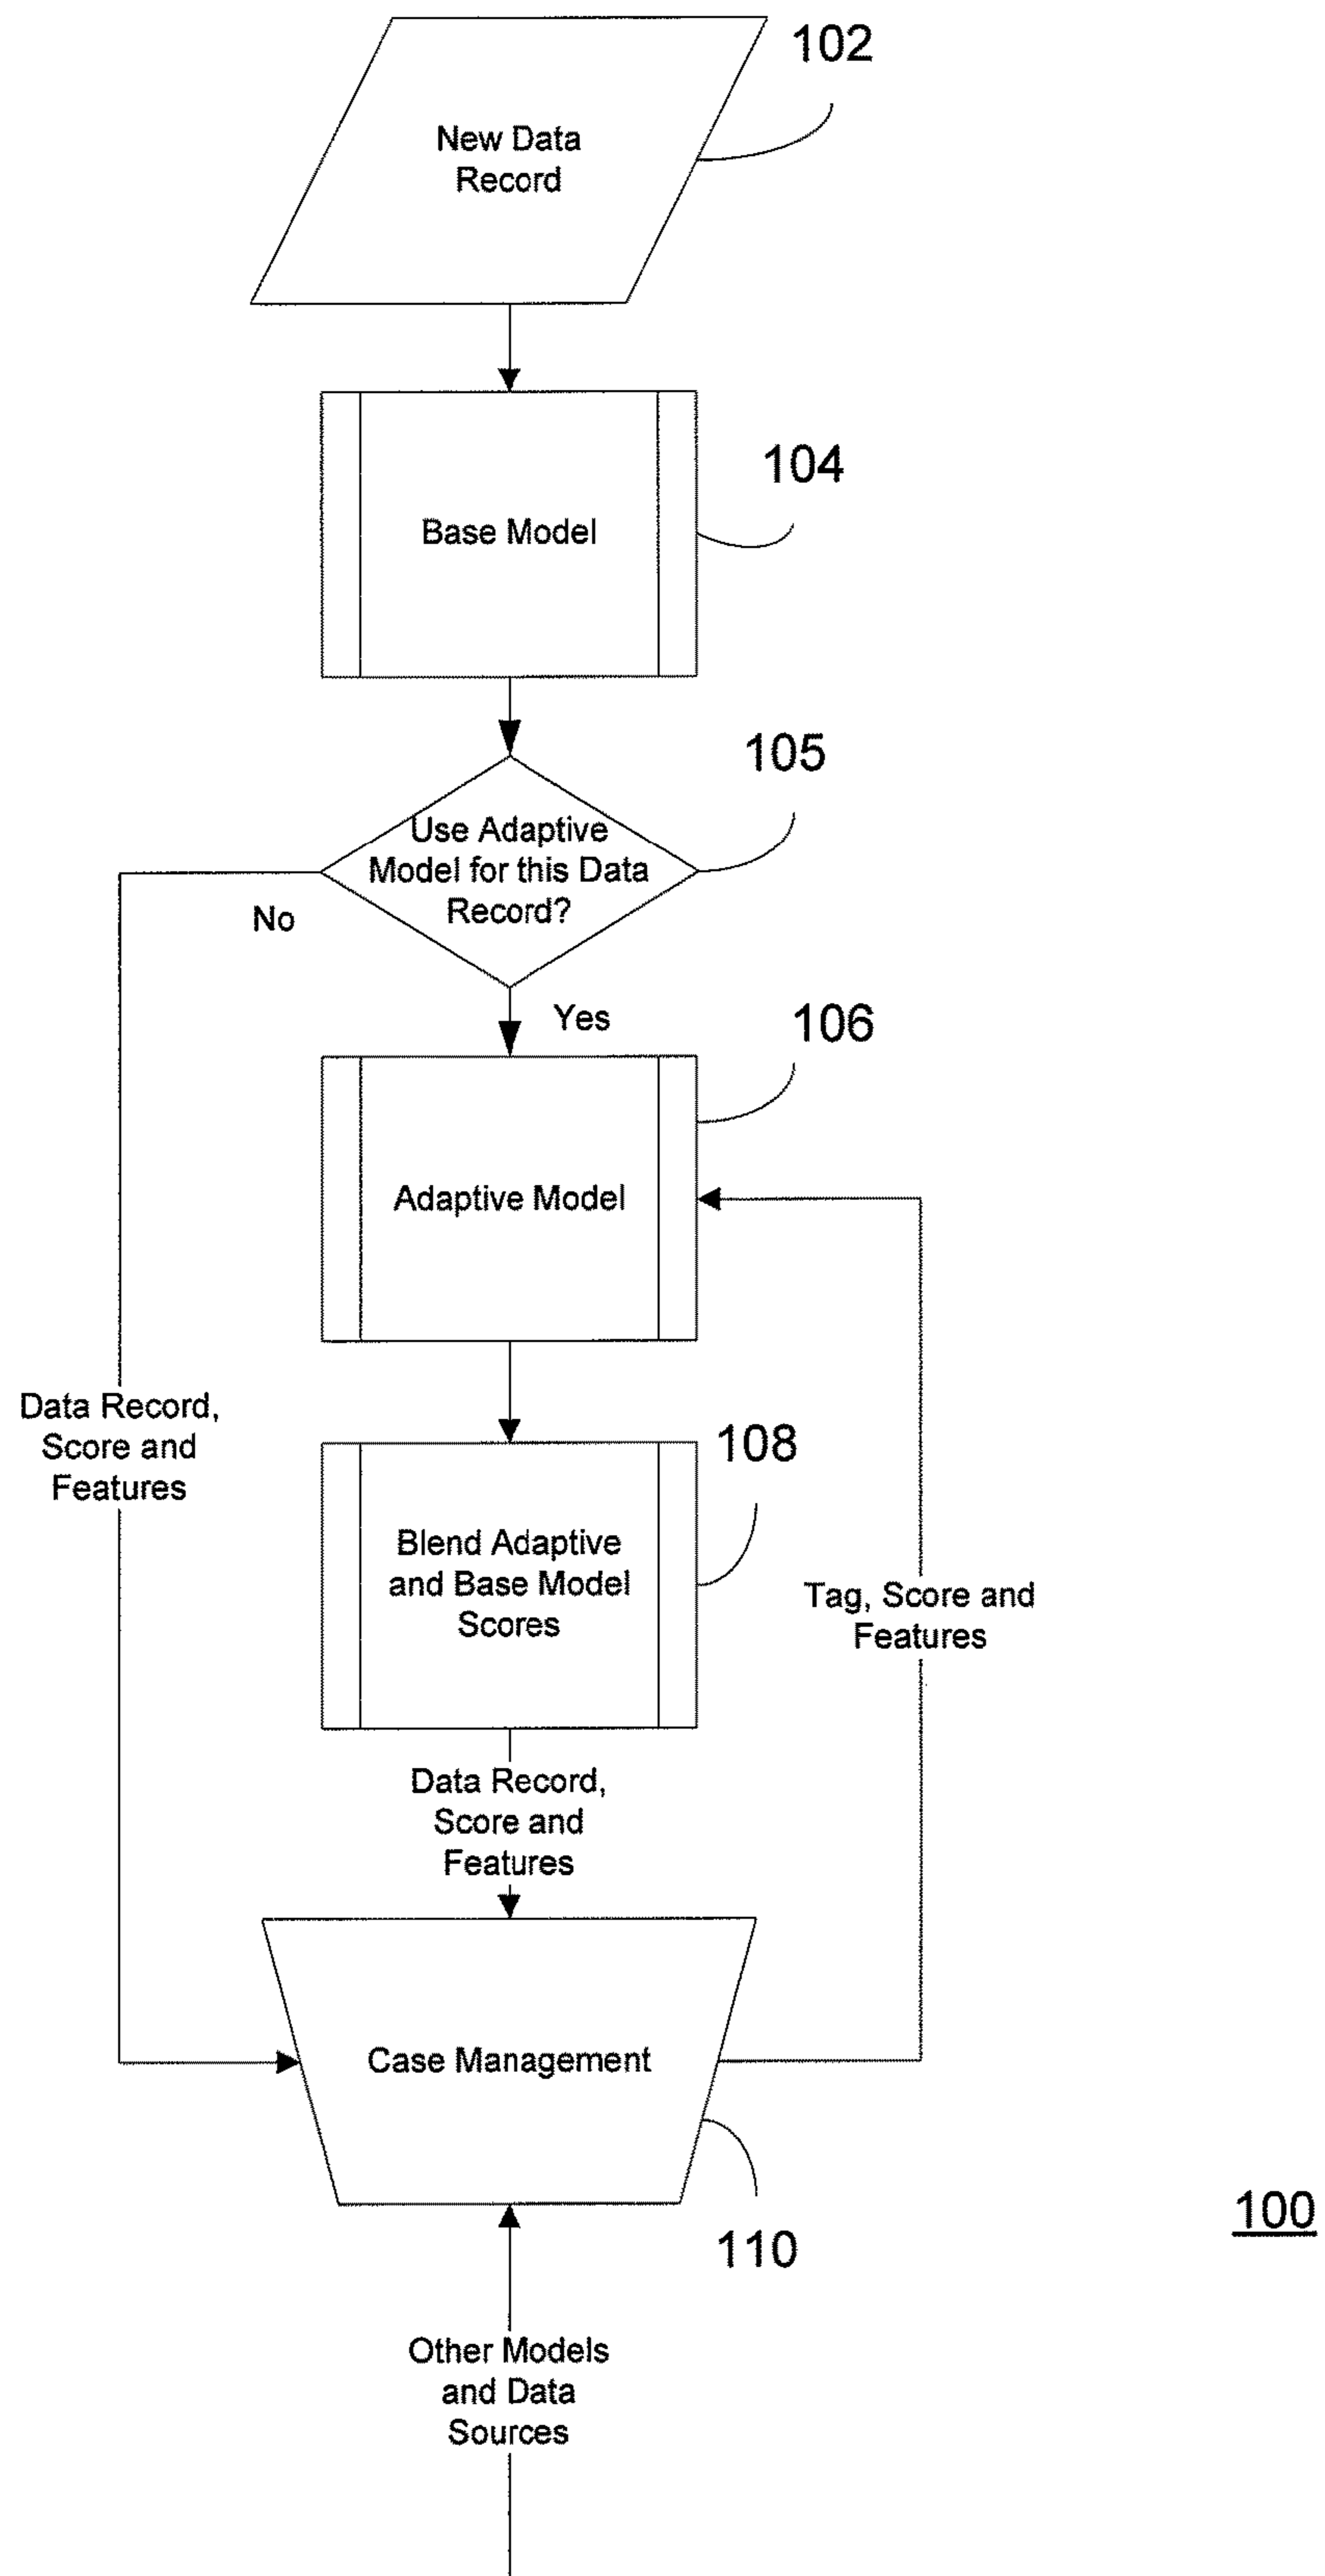 102
New Data
Record
104
Base Model
105
Use Adaptive
Model for this Data
Record?
No
Yes
106
Adaptive Model
Data Record,
Score and
Features
108
Blend Adaptive
and Base Model
Scores
Tag, Score and
Features
Data Record,
Score and
Features
Case Management
110
100
Other Models
and Data
Sources